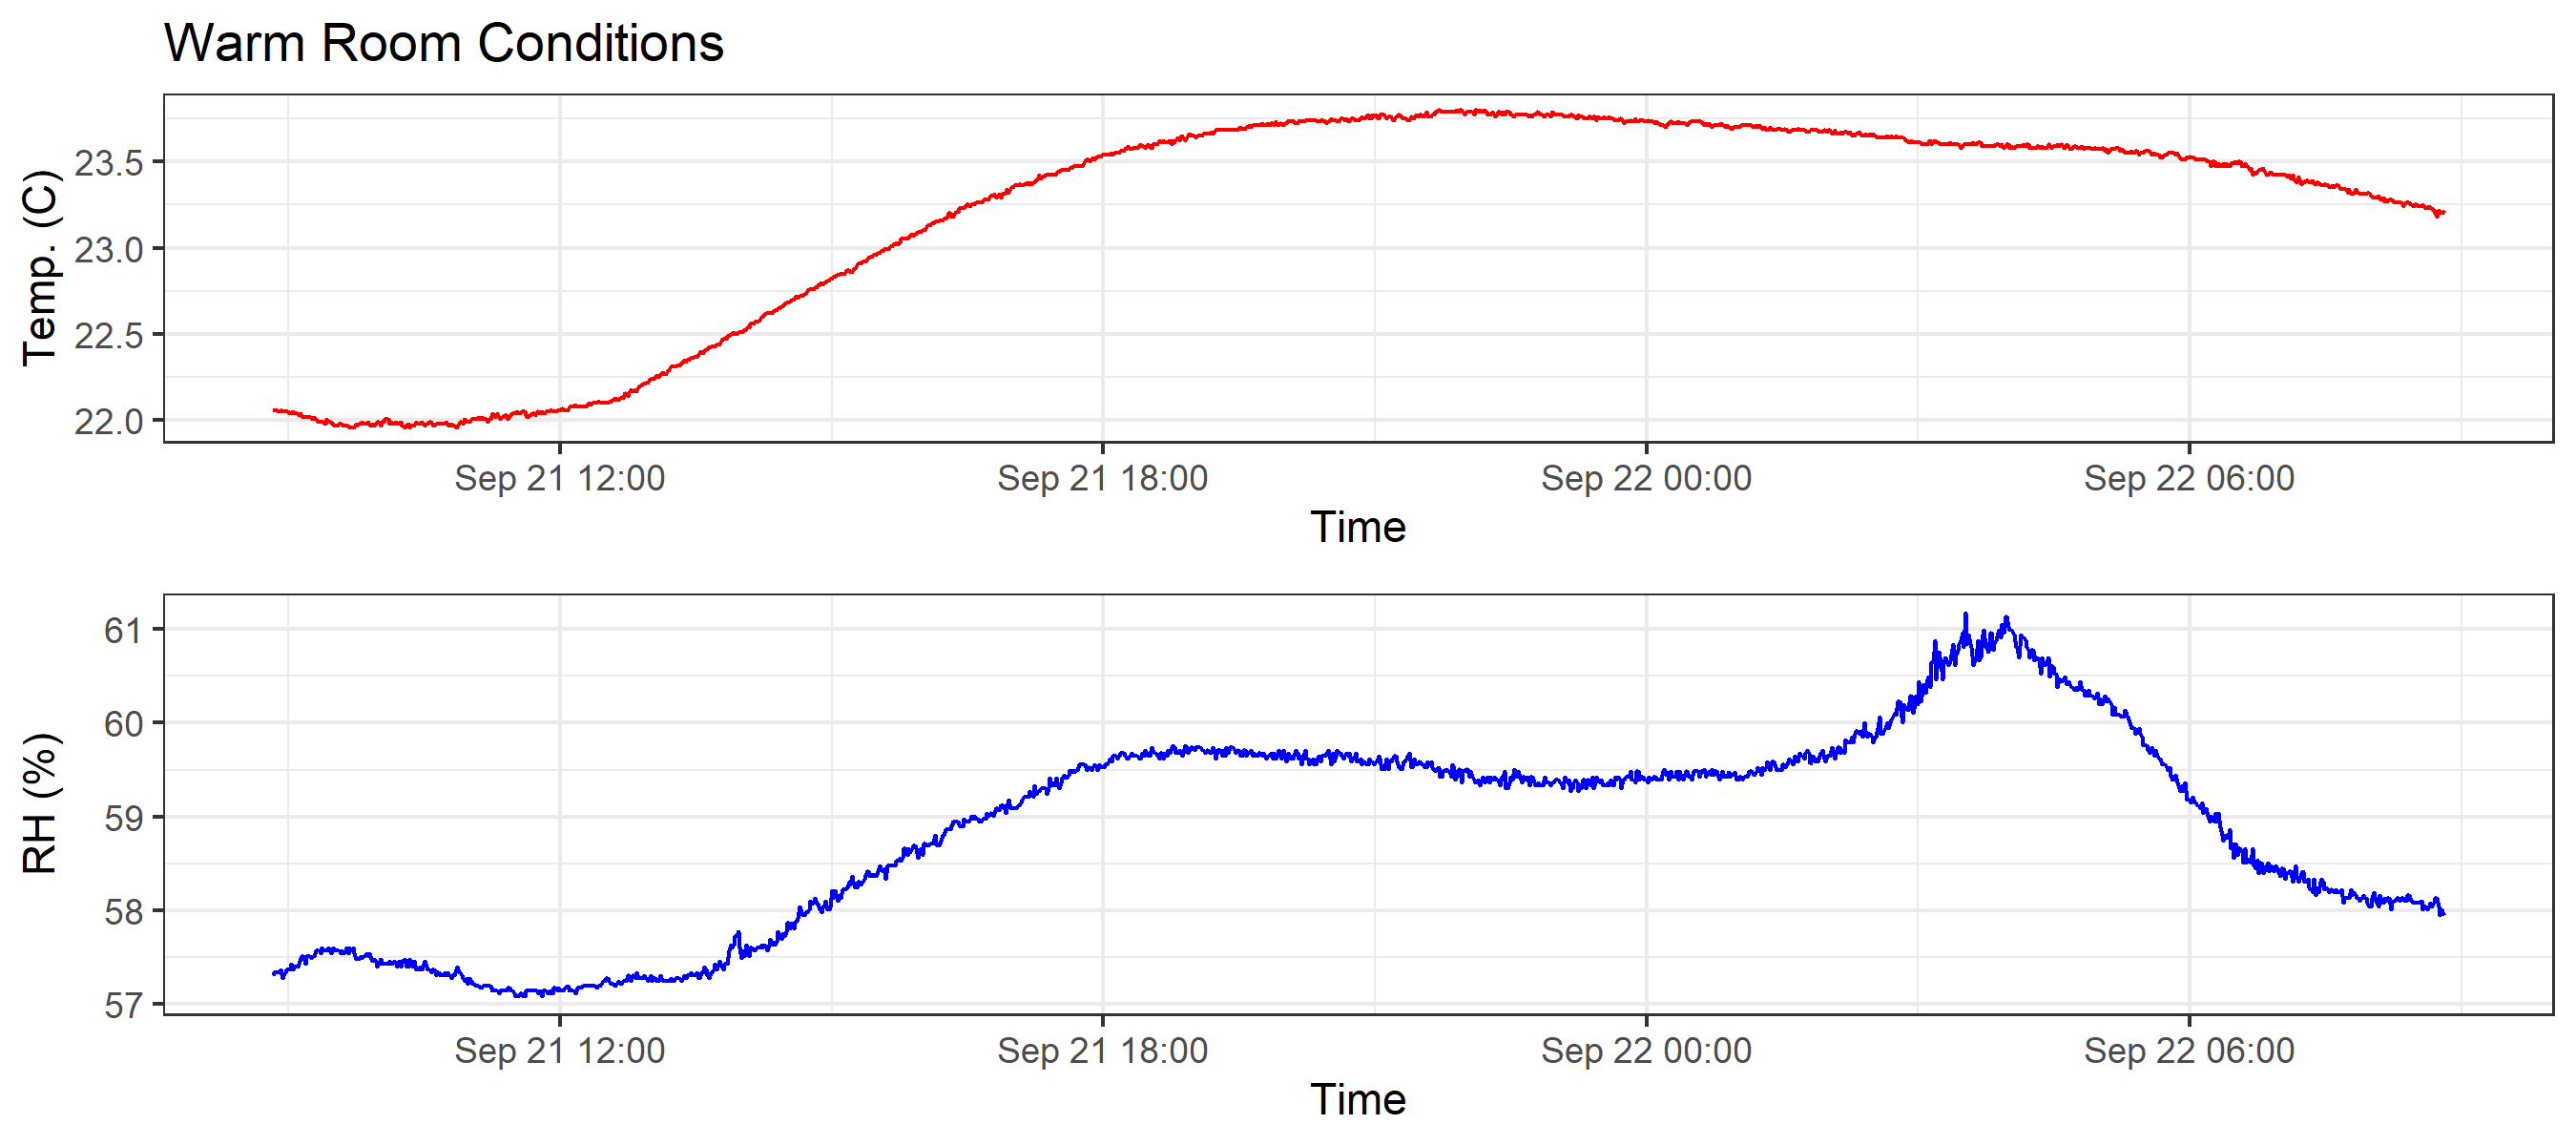 Warm Room Conditions
Temp. (C)
23.5
23.0
22.5
22.0
Sep 21 12:00 Sep 21 18:00 Sep 22 00:00 Sep 22 06:00
Time
RH (%)
61
60
59
58
57
Sep 21 12:00 Sep 21 18:00 Sep 22 00:00 Sep 22 06:00
Time